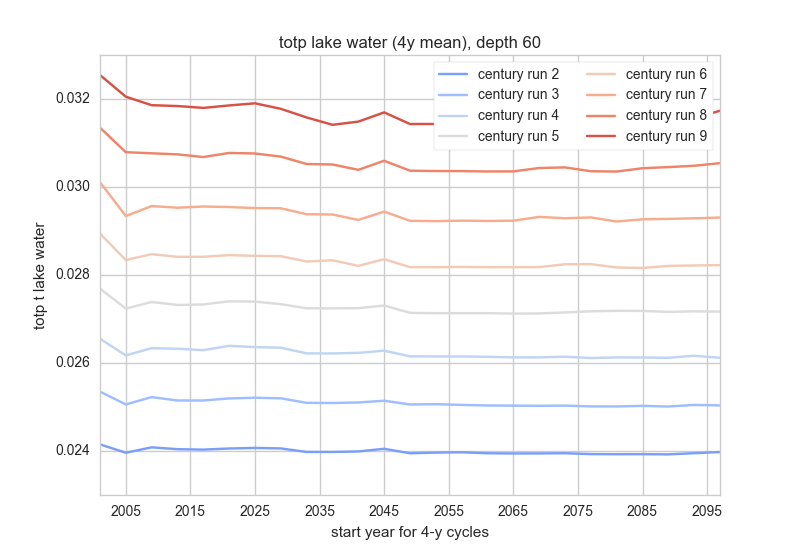 totp lake water (4y mean), depth 60
century run 2
century run 3
century run 4
century run 5
century run 6
century run 7
century run 8
century run 9
0.032
0.030
0.028
0.026
0.024
totp t lake water
2005 2015 2025 2035 2045 2055 2065 2075 2085 2095
start year for 4-y cycles